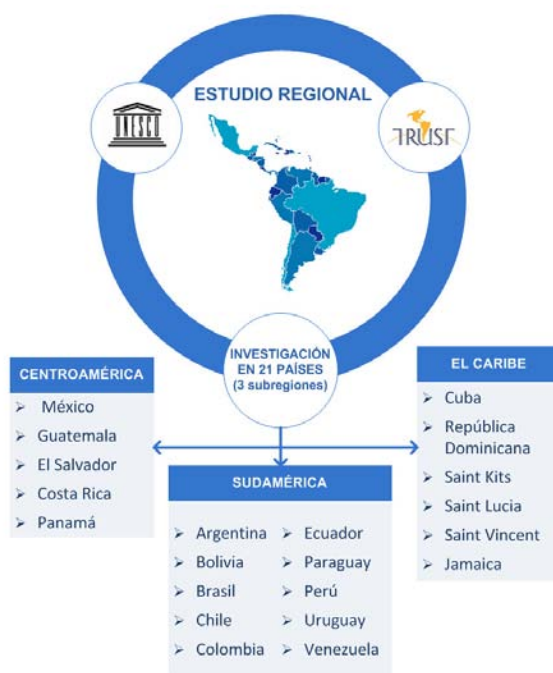 ESTUDIO REGIONAL
UNESCO
TRUST
INVESTIGACIÓN
EN 21 PAÍSES
(3 subregiones)
CENTROAMÉRICA
México
Guatemala
El Salvador
Costa Rica
Panamá
SUDAMÉRICA
Argentina
Bolivia
Brasil
Chile
Colombia
Ecuador
Paraguay
Perú
Uruguay
Venezuela
EL CARIBE
Cuba
República
Dominicana
Saint Kits
Saint Lucia
Saint Vincent
Jamaica